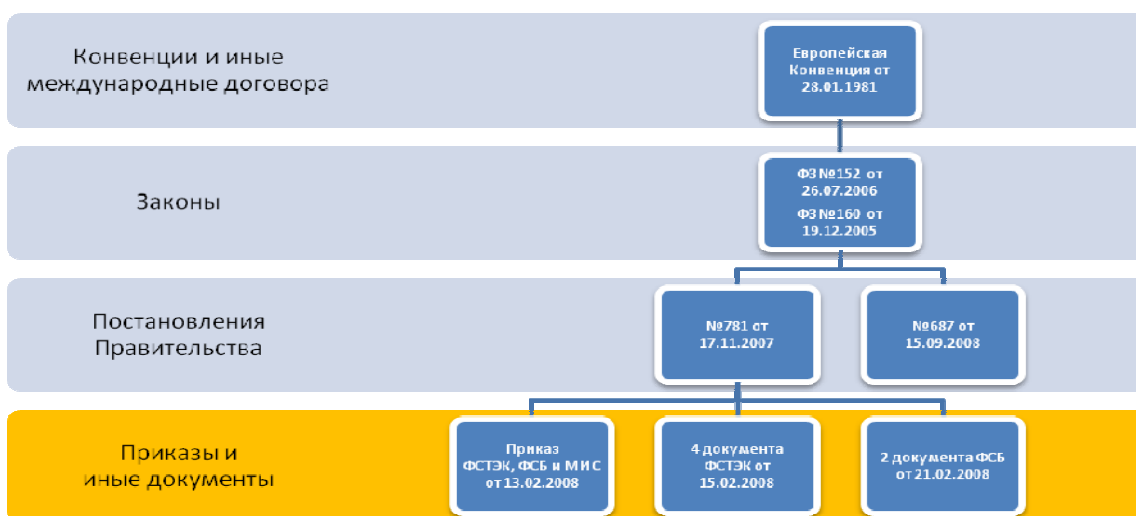 Конвенции и иные
международные договора
Европейская
Конвенция от
28.01.1981
Законы
ФЗ №152 от
26.07.2006
ФЗ №160 от
19.12.2005
Постановления
Правительства
№781 от
17.11.2007
№687 от
15.09.2008
Приказы и
иные документы
Приказ
ФСТЭК, ФСБ и МИС
от 13.02.2008
4 документа
ФСТЭК от
15.02.2008
2 документа ФСБ
от 21.02.2008